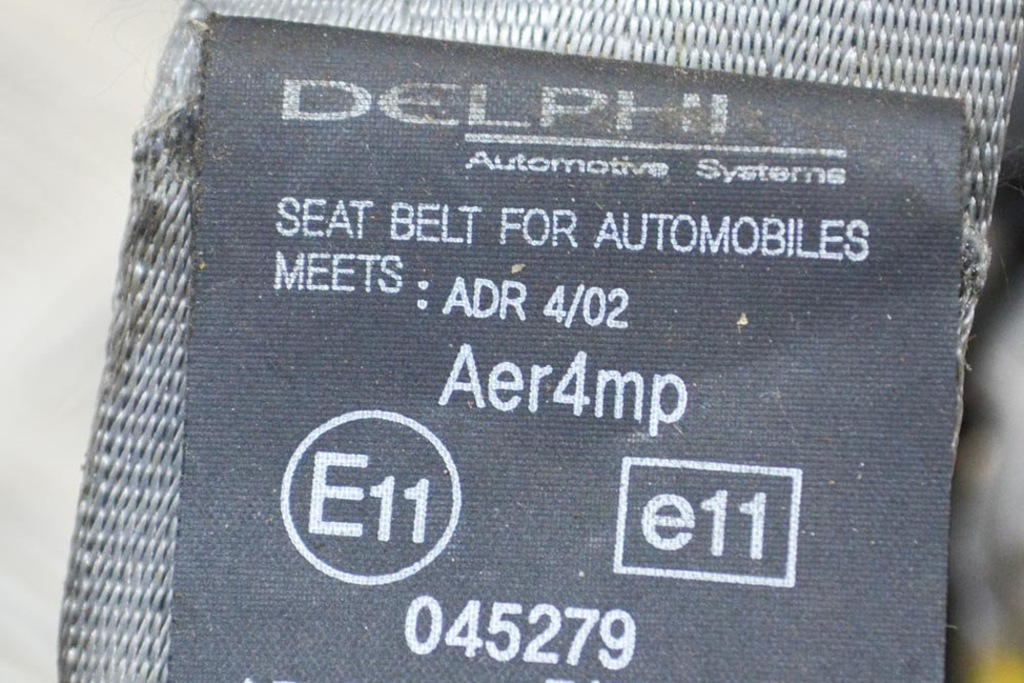 DELPHI
Automotive Systems
SEAT BELT FOR AUTOMOBILES
MEETS : ADR 4/02
Aer4mp
E11 e11
045279